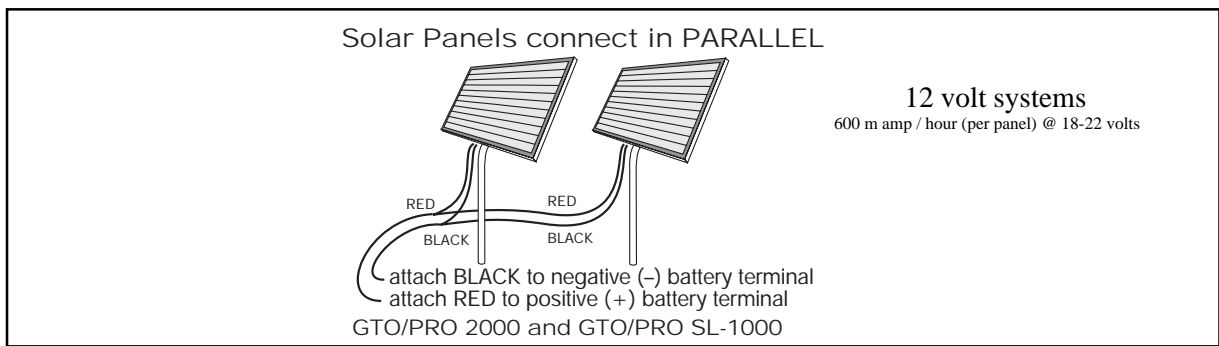 Solar Panels connect in PARALLEL
12 volt systems
600 m amp / hour (per panel) @ 18-22 volts
RED
RED
BLACK
BLACK
attach BLACK to negative (–) battery terminal
attach RED to positive (+) battery terminal
GTO/PRO 2000 and GTO/PRO SL-1000